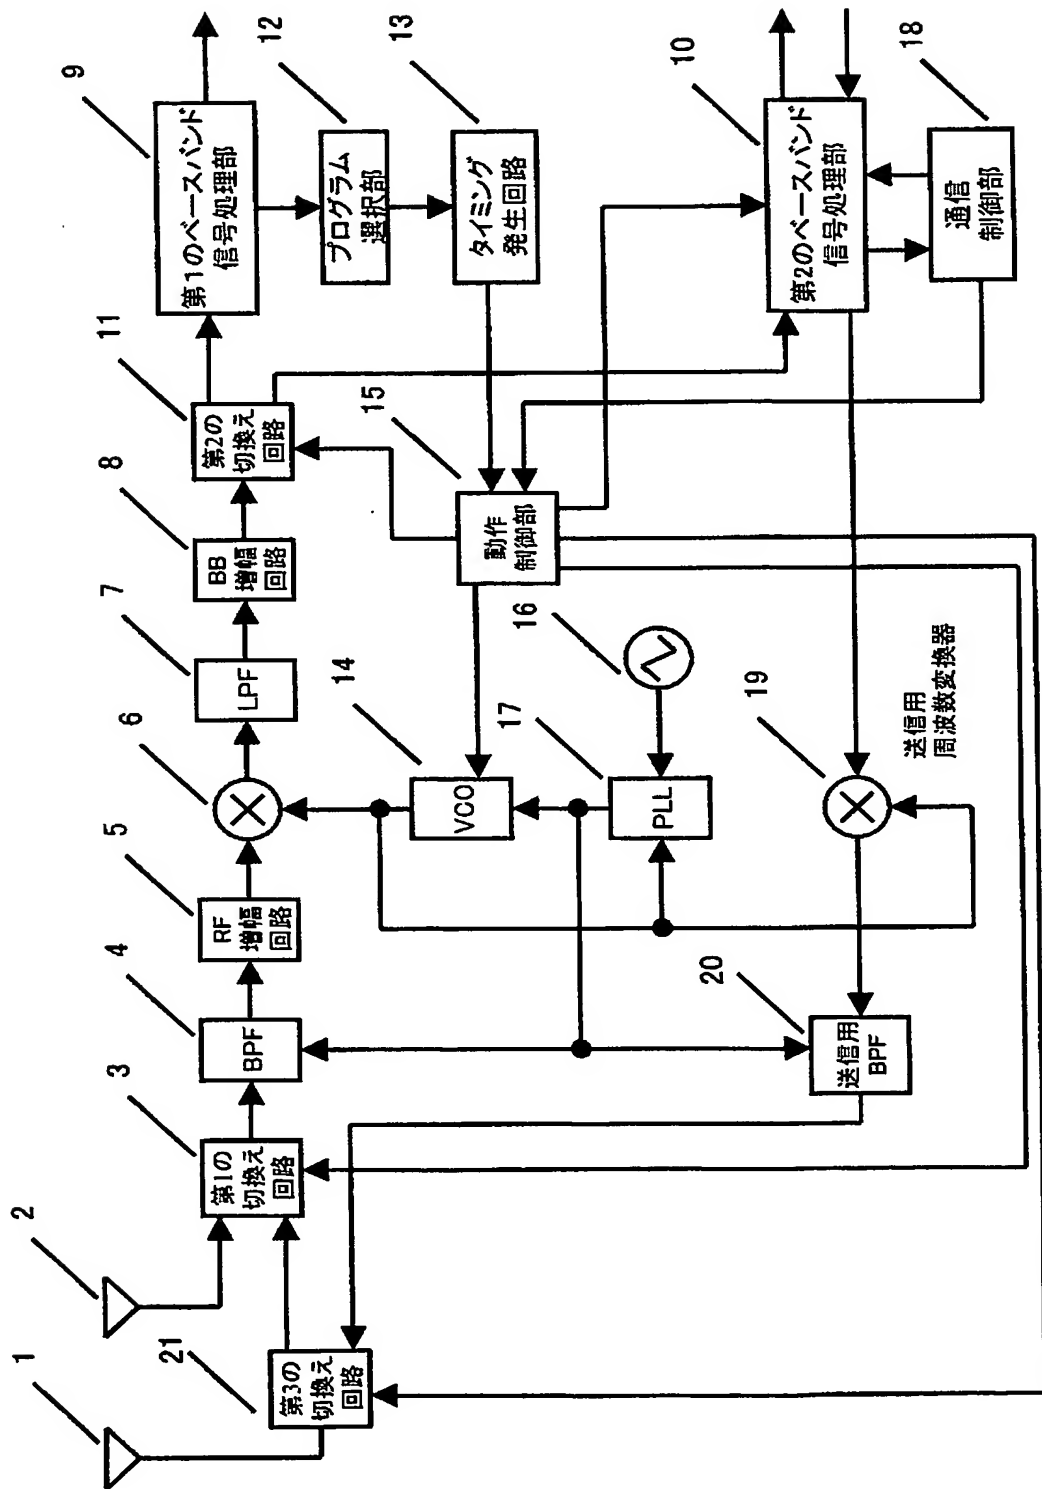 1
2
21
第3の
切換え
回路
3
第1の
切換え
回路
4
BPF
5
RF
増幅
回路
6
7
LPF
8
BB
増幅
回路
11
第2の
切換え
回路
9
第1のベースバンド
信号処理部
12
プログラム
選択部
13
タイミング
発生回路
14
VCO
15
動作
制御部
16
17
PLL
10
第2のベースバンド
信号処理部
18
通信
制御部
19
送信用
周波数変換器
20
送信用
BPF